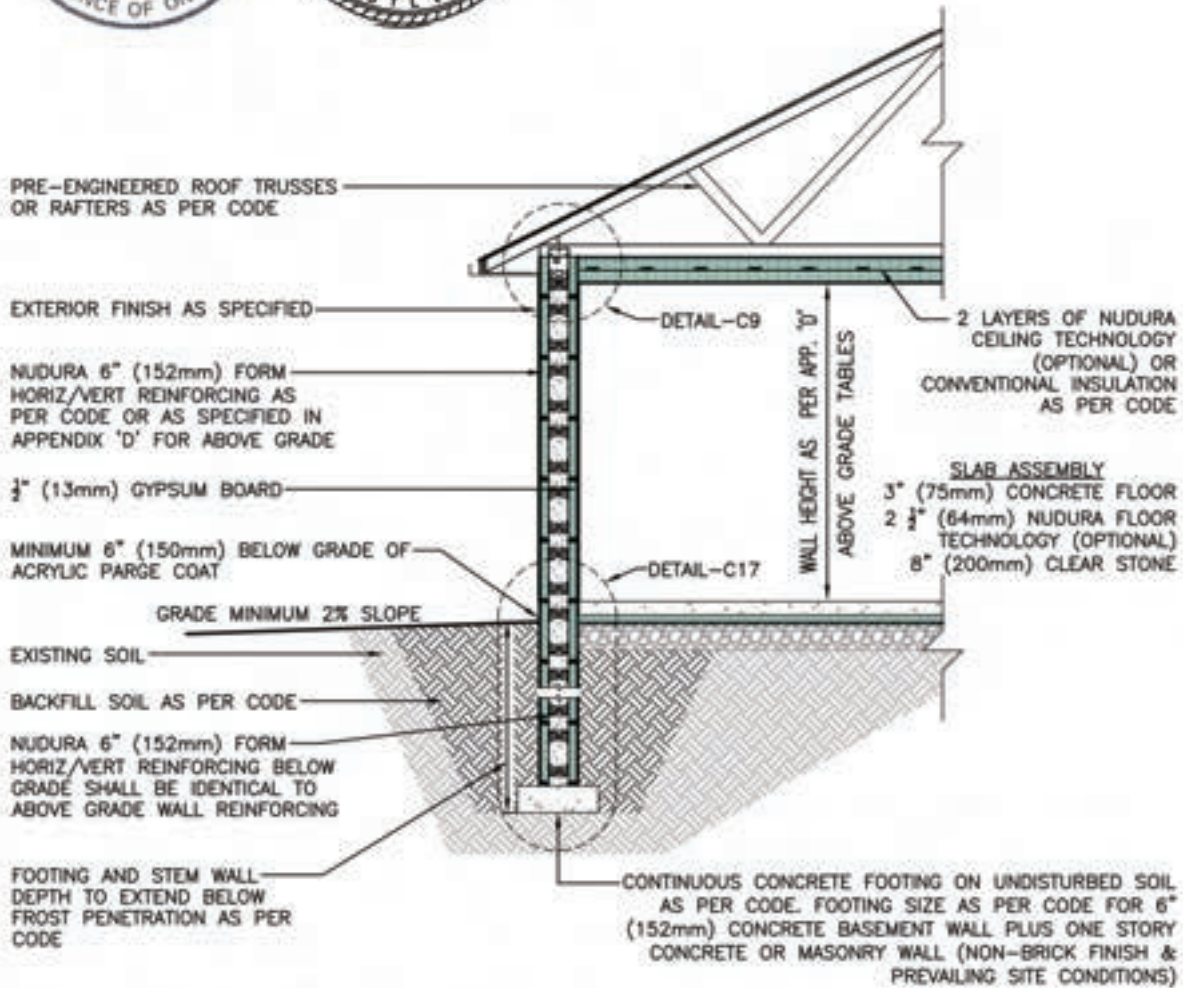 NCE OF ON
PRE-ENGINEERED ROOF TRUSSES
OR RAFTERS AS PER CODE
EXTERIOR FINISH AS SPECIFIED
NUDURA 6" (152mm) FORM
HORIZ/VERT REINFORCING AS
PER CODE OR AS SPECIFIED IN
APPENDIX 'D' FOR ABOVE GRADE
½" (13mm) GYPSUM BOARD
MINIMUM 6" (150mm) BELOW GRADE OF
ACRYLIC PARGE COAT
GRADE MINIMUM 2% SLOPE
EXISTING SOIL
BACKFILL SOIL AS PER CODE
NUDURA 6" (152mm) FORM
HORIZ/VERT REINFORCING BELOW
GRADE SHALL BE IDENTICAL TO
ABOVE GRADE WALL REINFORCING
FOOTING AND STEM WALL
DEPTH TO EXTEND BELOW
FROST PENETRATION AS PER
CODE
DETAIL-C9
DETAIL-C17
WALL HEIGHT AS PER APP. 'D'
ABOVE GRADE TABLES
2 LAYERS OF NUDURA
CEILING TECHNOLOGY
(OPTIONAL) OR
CONVENTIONAL INSULATION
AS PER CODE
SLAB ASSEMBLY
3" (75mm) CONCRETE FLOOR
2 ½" (64mm) NUDURA FLOOR
TECHNOLOGY (OPTIONAL)
8" (200mm) CLEAR STONE
CONTINUOUS CONCRETE FOOTING ON UNDISTURBED SOIL
AS PER CODE. FOOTING SIZE AS PER CODE FOR 6"
(152mm) CONCRETE BASEMENT WALL PLUS ONE STORY
CONCRETE OR MASONRY WALL (NON-BRICK FINISH &
PREVAILING SITE CONDITIONS)